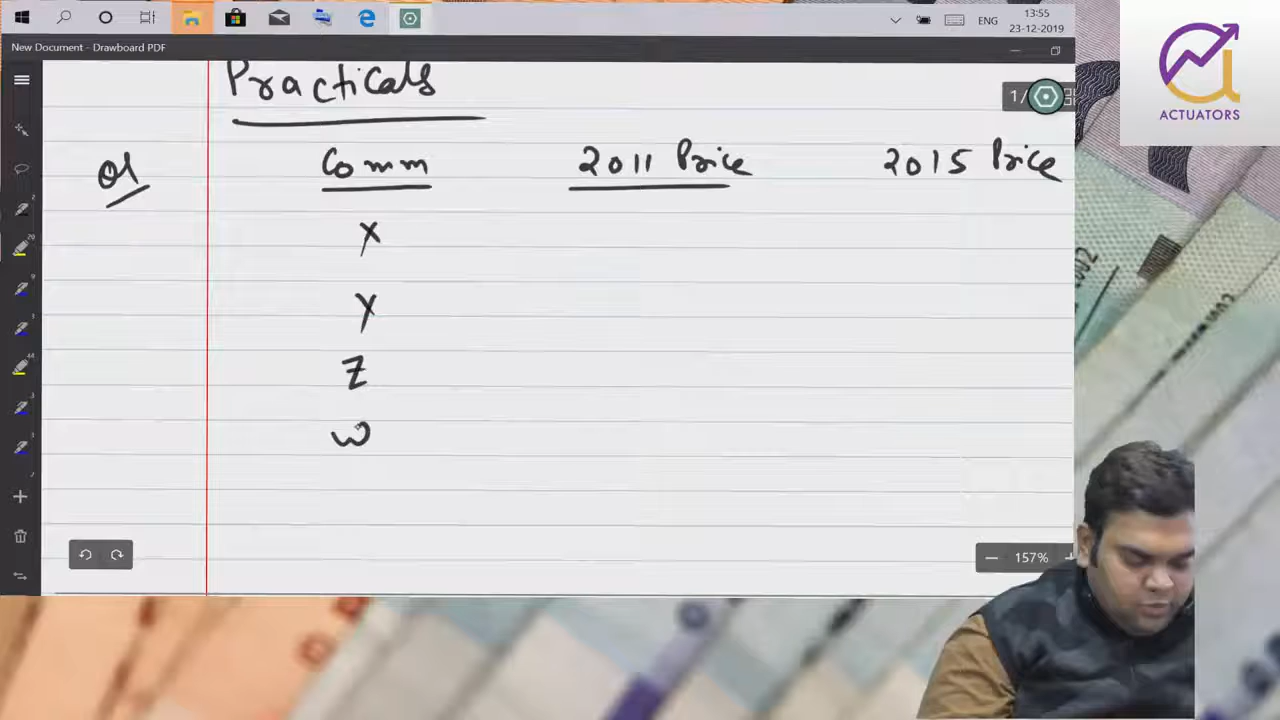 13:55
ENG
23-12-2019
New Document - Drawboard PDF
ACTUATORS
Practicals
1/
Q1 Comm 2011 Price 2015 Price
X
Y
Z
W
157%